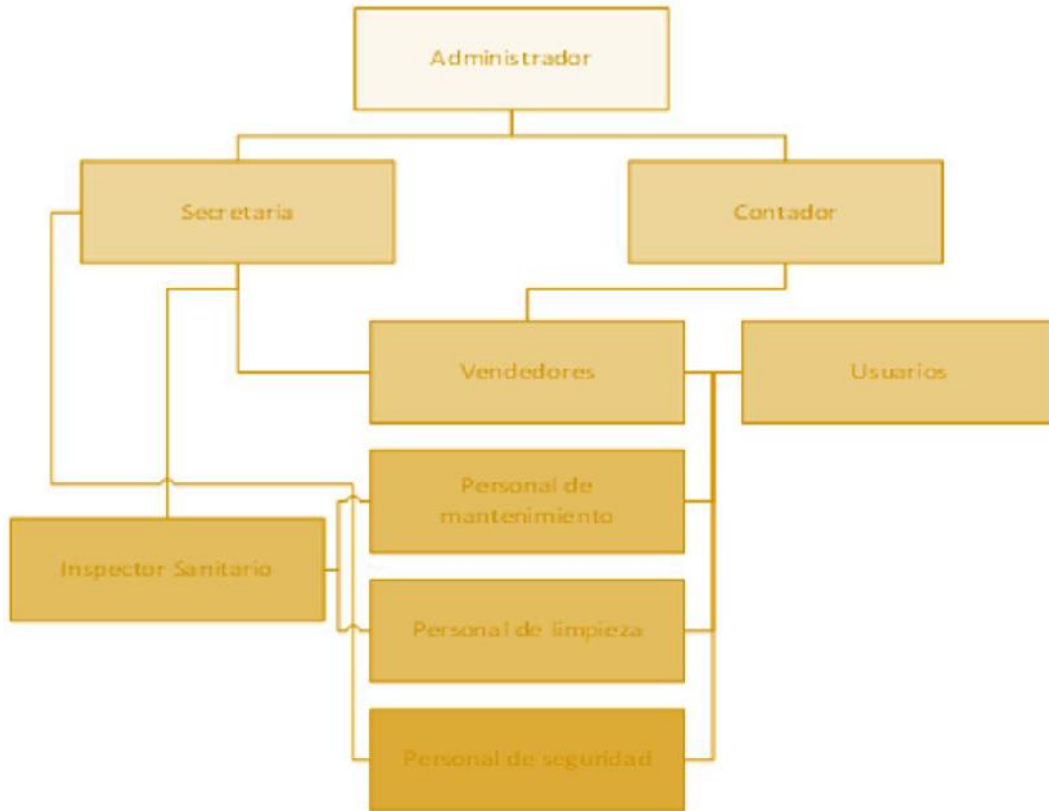 Administrador
Secretaria
Contador
Vendedores
Usuarios
Personal de
mantenimiento
Inspector Sanitario
Personal de limpieza
Personal de seguridad